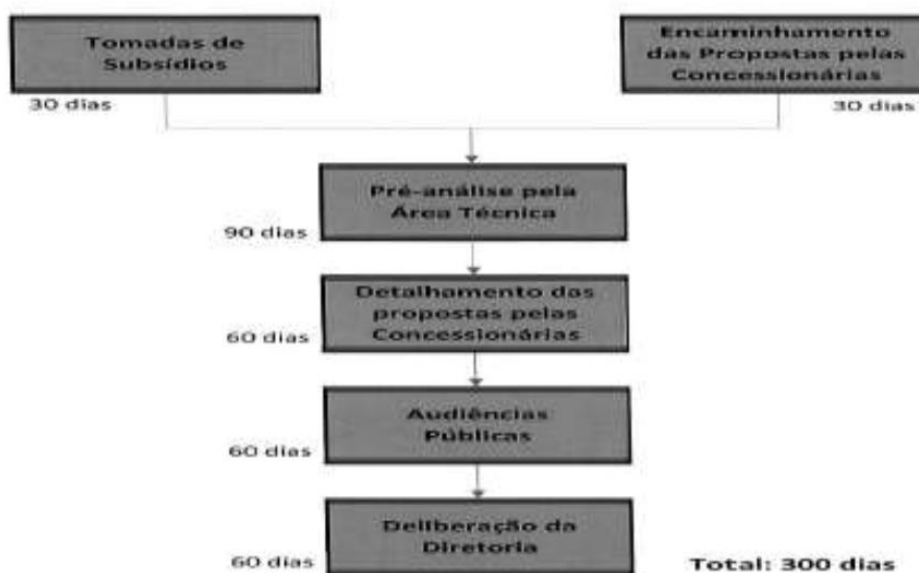 Tomadas de
Subsídios
30 dias
Encaminhamento
das Propostas pelas
Concessionárias
30 dias
Pré-análise pela
Área Técnica
90 dias
Detalhamento das
propostas pelas
Concessionárias
60 dias
Audiências
Públicas
60 dias
Deliberação da
Diretoria
60 dias
Total: 300 dias